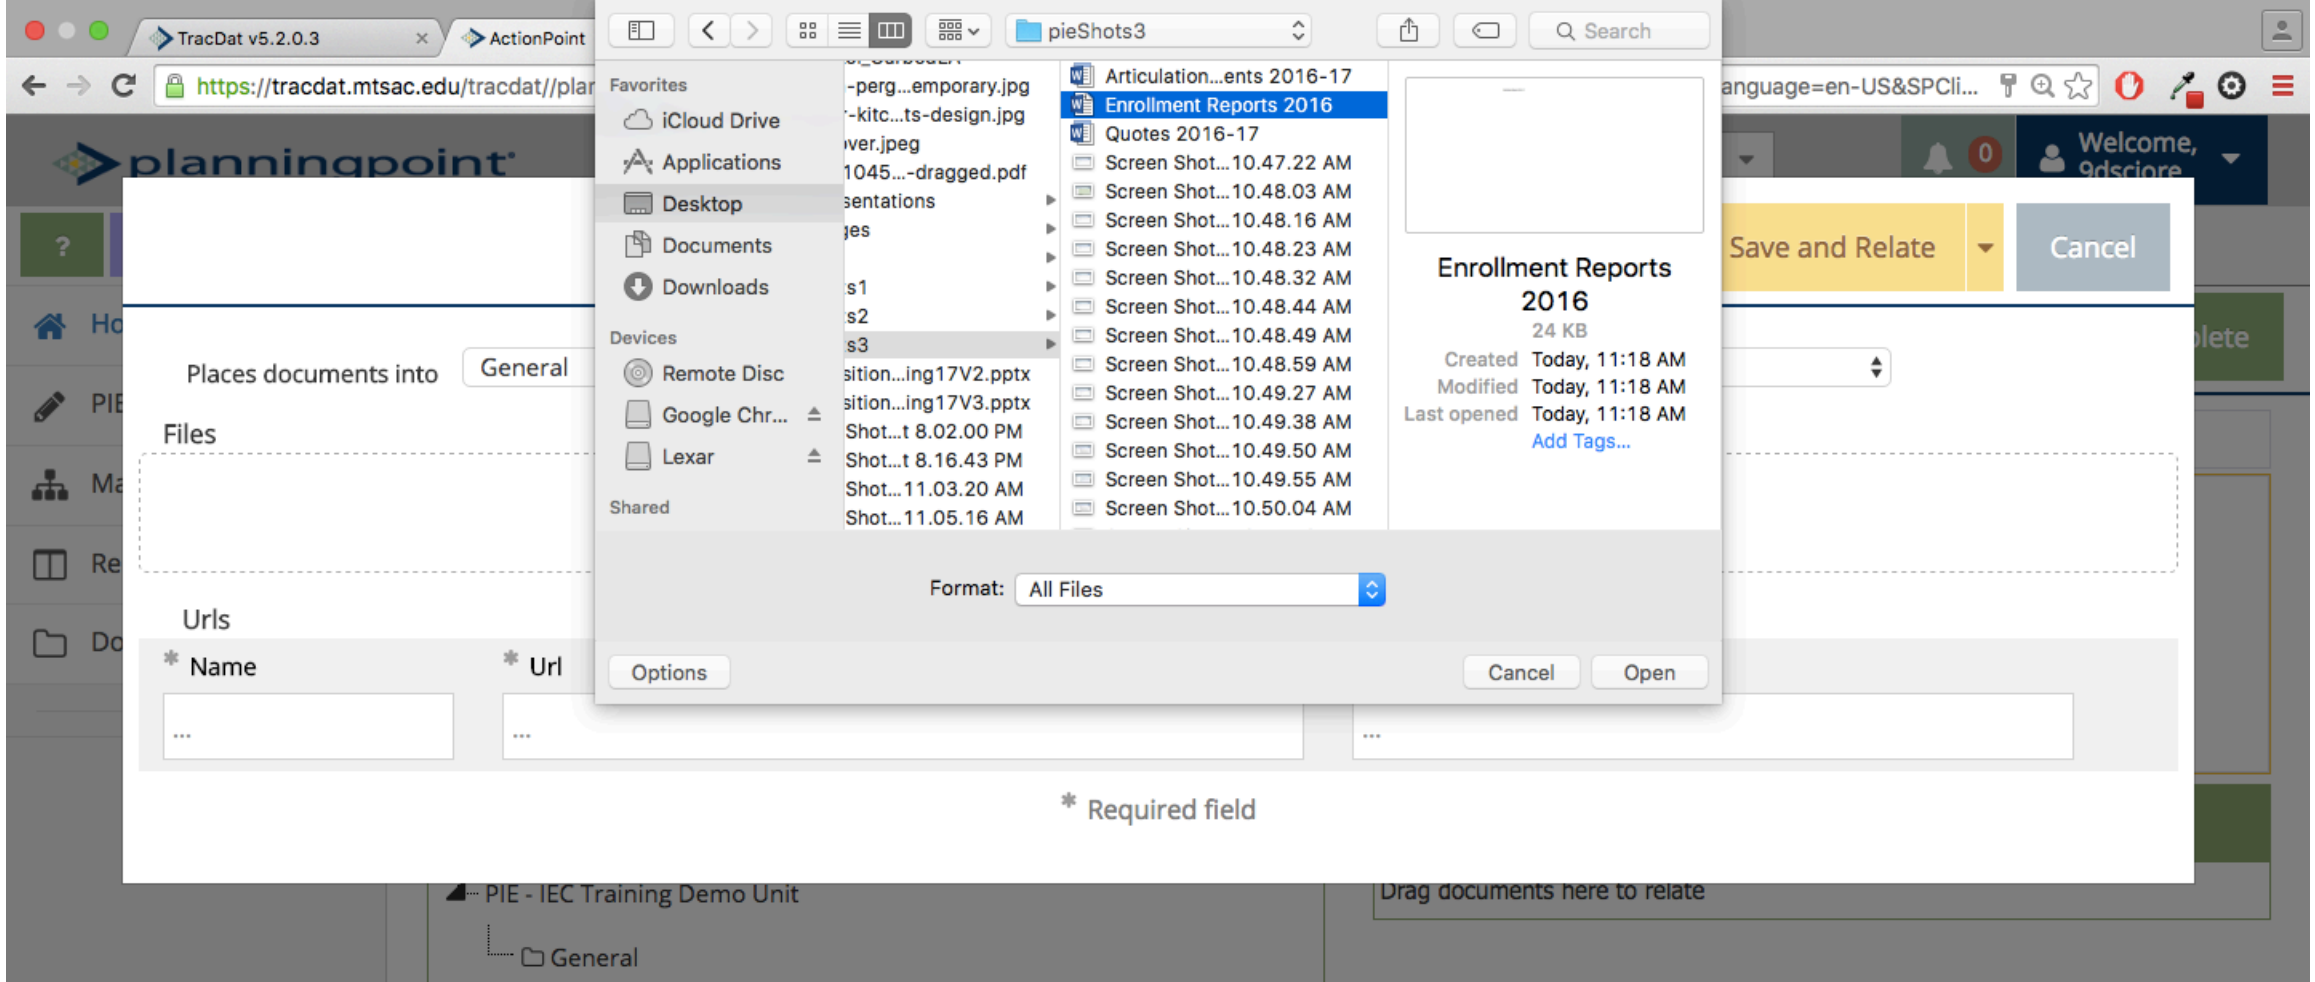 TracDat v5.2.0.3 ×
ActionPoint
pieShots3
Search
https://tracdat.mtsac.edu/tracdat//plan
anguage=en-US&SPCli...
planningpoint
0
Welcome,
9dsciore
?
Save and Relate
Cancel
Ho
PIE
Ma
Re
Do
plete
Places documents into
General
Files
Urls
* Name
* Url
...
...
...
* Required field
PIE - IEC Training Demo Unit
General
Drag documents here to relate
Favorites
iCloud Drive
Applications
Desktop
Documents
Downloads
Devices
Remote Disc
Google Chr...
Lexar
Shared
-perg...emporary.jpg
r-kitc...ts-design.jpg
ver.jpeg
1045...-dragged.pdf
sentations
ges
s1
s2
s3
sition...ing17V2.pptx
sition...ing17V3.pptx
Shot...t 8.02.00 PM
Shot...t 8.16.43 PM
Shot...11.03.20 AM
Shot...11.05.16 AM
Articulation...ents 2016-17
Enrollment Reports 2016
Quotes 2016-17
Screen Shot...10.47.22 AM
Screen Shot...10.48.03 AM
Screen Shot...10.48.16 AM
Screen Shot...10.48.23 AM
Screen Shot...10.48.32 AM
Screen Shot...10.48.44 AM
Screen Shot...10.48.49 AM
Screen Shot...10.48.59 AM
Screen Shot...10.49.27 AM
Screen Shot...10.49.38 AM
Screen Shot...10.49.50 AM
Screen Shot...10.49.55 AM
Screen Shot...10.50.04 AM
Enrollment Reports
2016
24 KB
Created Today, 11:18 AM
Modified Today, 11:18 AM
Last opened Today, 11:18 AM
Add Tags...
Format: All Files
Options
Cancel
Open